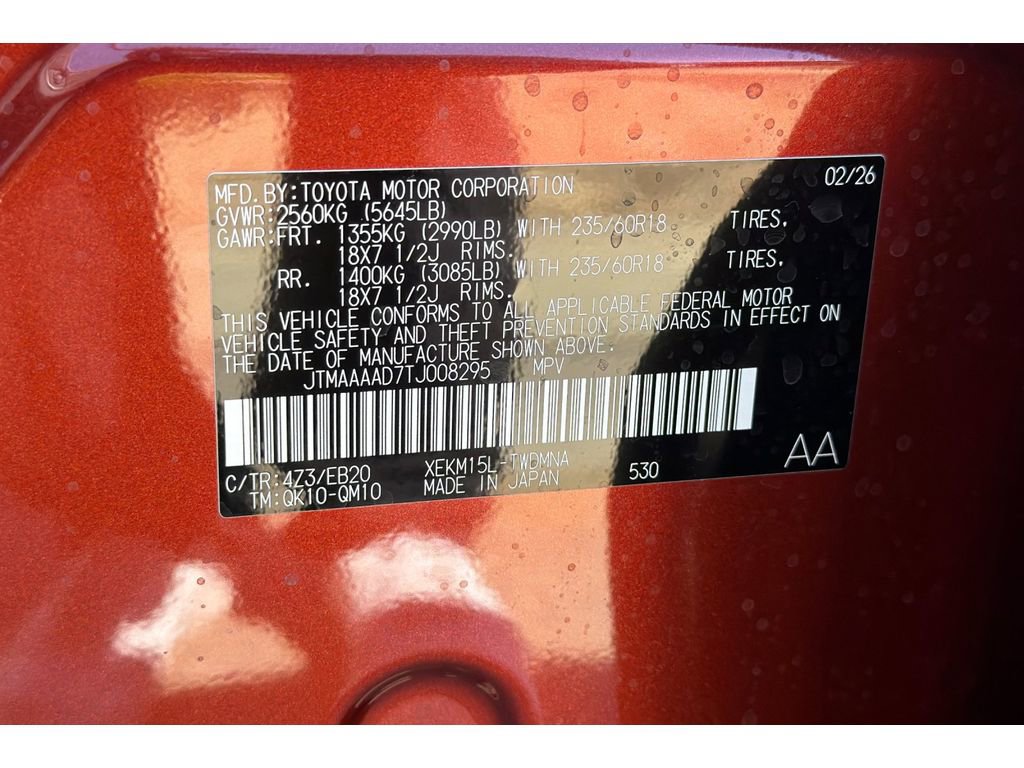 MFD.BY:TOYOTA MOTOR CORPORATION 02/26
GVWR:2560KG (5645LB)
GAWR:FRT. 1355KG (2990LB) WITH 235/60R18 TIRES.
18X7 1/2J RIMS.
RR. 1400KG (3085LB) WITH 235/60R18 TIRES.
18X7 1/2J RIMS.
THIS VEHICLE CONFORMS TO ALL APPLICABLE FEDERAL MOTOR
VEHICLE SAFETY AND THEFT PREVENTION STANDARDS IN EFFECT ON
THE DATE OF MANUFACTURE SHOWN ABOVE.
JTMAAAAD7TJ008295 MPV
C/TR:4Z3/EB20 XEKM15L-TWDMNA 530 AA
TM:QK10-QM10 MADE IN JAPAN